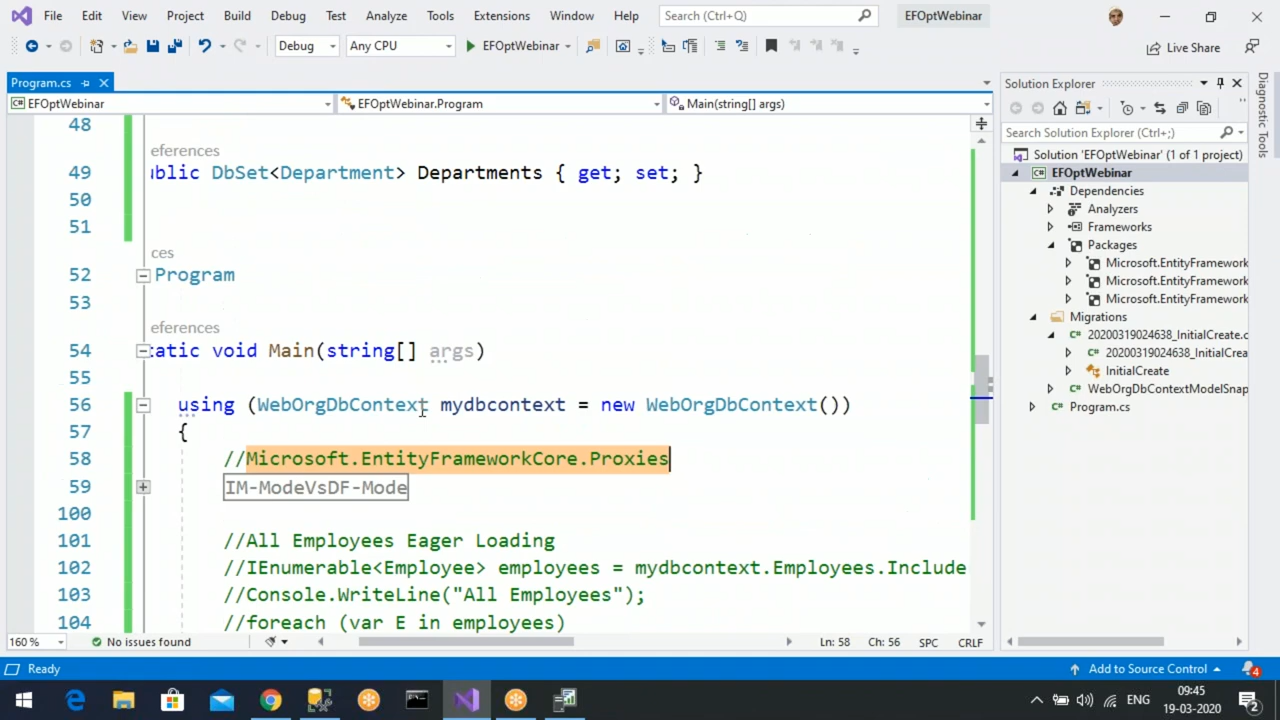 File Edit View Project Build Debug Test Analyze Tools Extensions Window Help Search (Ctrl+Q) EFOptWebinar
Debug Any CPU EFOptWebinar Live Share
Program.cs
EFOptWebinar EFOptWebinar.Program Main(string[] args)
48
eferences
49 ublic DbSet<Department> Departments { get; set; }
50
51
ces
52 Program
53
eferences
54 tatic void Main(string[] args)
55
56 using (WebOrgDbContext mydbcontext = new WebOrgDbContext())
57 {
58 //Microsoft.EntityFrameworkCore.Proxies
59 IM-ModeVsDF-Mode
100
101 //All Employees Eager Loading
102 //IEnumerable<Employee> employees = mydbcontext.Employees.Include
103 //Console.WriteLine("All Employees");
104 //foreach (var E in employees)
160 % No issues found Ln: 58 Ch: 56 SPC CRLF
Solution Explorer
Search Solution Explorer (Ctrl+;)
Solution 'EFOptWebinar' (1 of 1 project)
EFOptWebinar
Dependencies
Analyzers
Frameworks
Packages
Microsoft.EntityFramework
Microsoft.EntityFramework
Microsoft.EntityFramework
Migrations
20200319024638_InitialCreate.c
20200319024638_InitialCrea
InitialCreate
WebOrgDbContextModelSnap
Program.cs
Diagnostic Tools
Ready Add to Source Control 4
ENG 09:45
19-03-2020 2